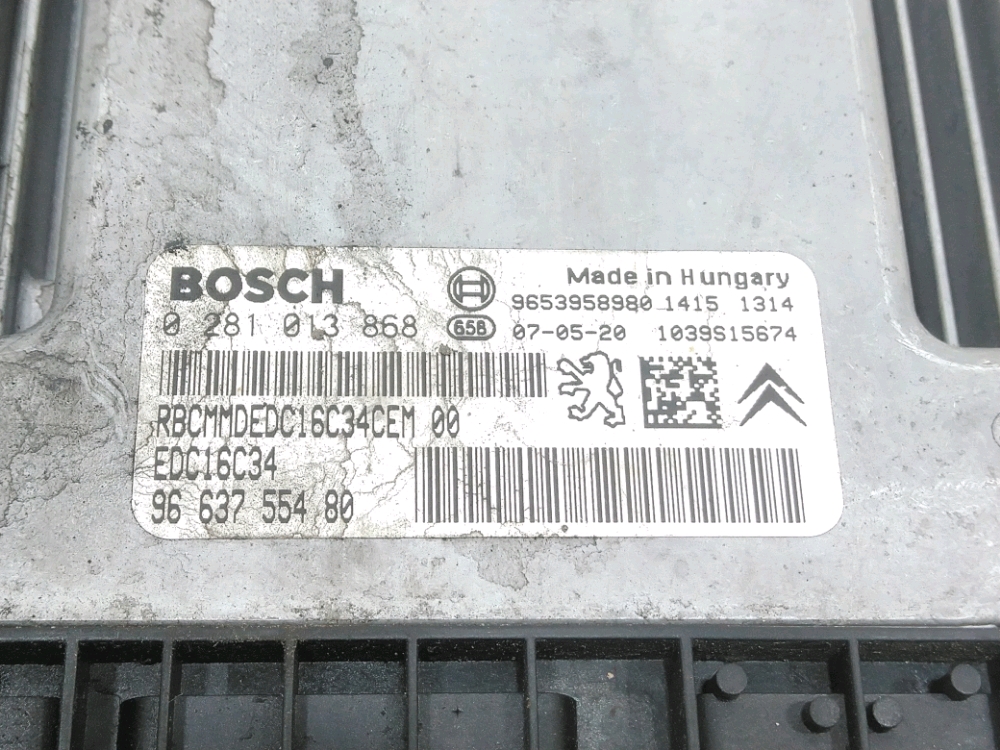 BOSCH
Made in Hungary
9653958980 1415 1314
0 281 013 868
658
07-05-20 1039S15674
RBCMMDEDC16C34CEM 00
EDC16C34
96 637 554 80